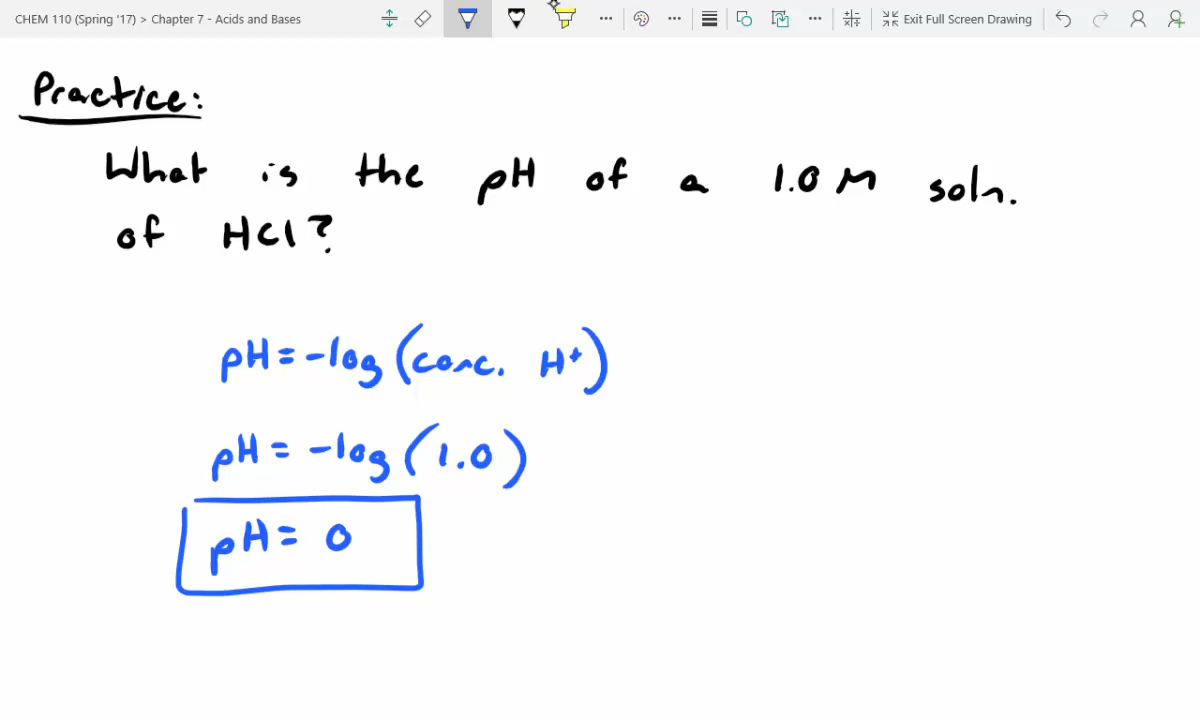 CHEM 110 (Spring '17) > Chapter 7 - Acids and Bases
Exit Full Screen Drawing
Practice:
What is the pH of a 1.0 M soln.
of HCl?
pH = -log (conc. H+)
pH = -log (1.0)
pH = 0